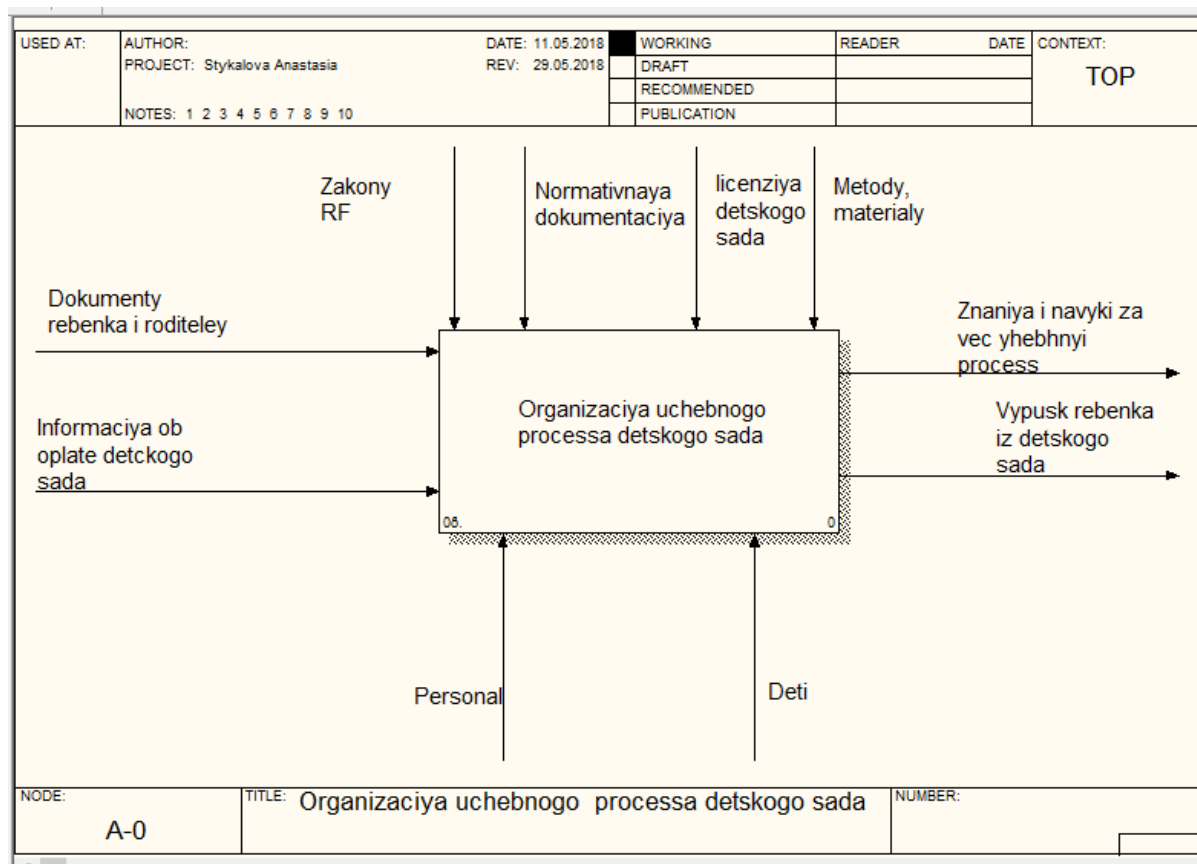 USED AT:
AUTHOR:
DATE: 11.05.2018
WORKING
READER
DATE
CONTEXT:
PROJECT: Stykalova Anastasia
REV: 29.05.2018
DRAFT
TOP
RECOMMENDED
NOTES: 1 2 3 4 5 6 7 8 9 10
PUBLICATION
Zakony
RF
Normativnaya
dokumentaciya
licenziya
detskogo
sada
Metody,
materialy
Dokumenty
rebenka i roditeley
Znaniya i navyki za
vec yhebhnyi
process
Informaciya ob
oplate detckogo
sada
Organizaciya uchebnogo
processa detskogo sada
Vypusk rebenka
iz detskogo
sada
0
Personal
Deti
NODE:
A-0
TITLE: Organizaciya uchebnogo processa detskogo sada
NUMBER: